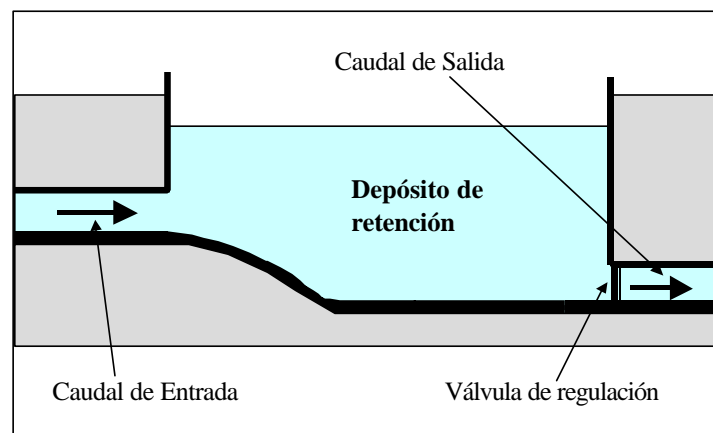 Caudal de Salida
Depósito de
retención
Caudal de Entrada
Válvula de regulación